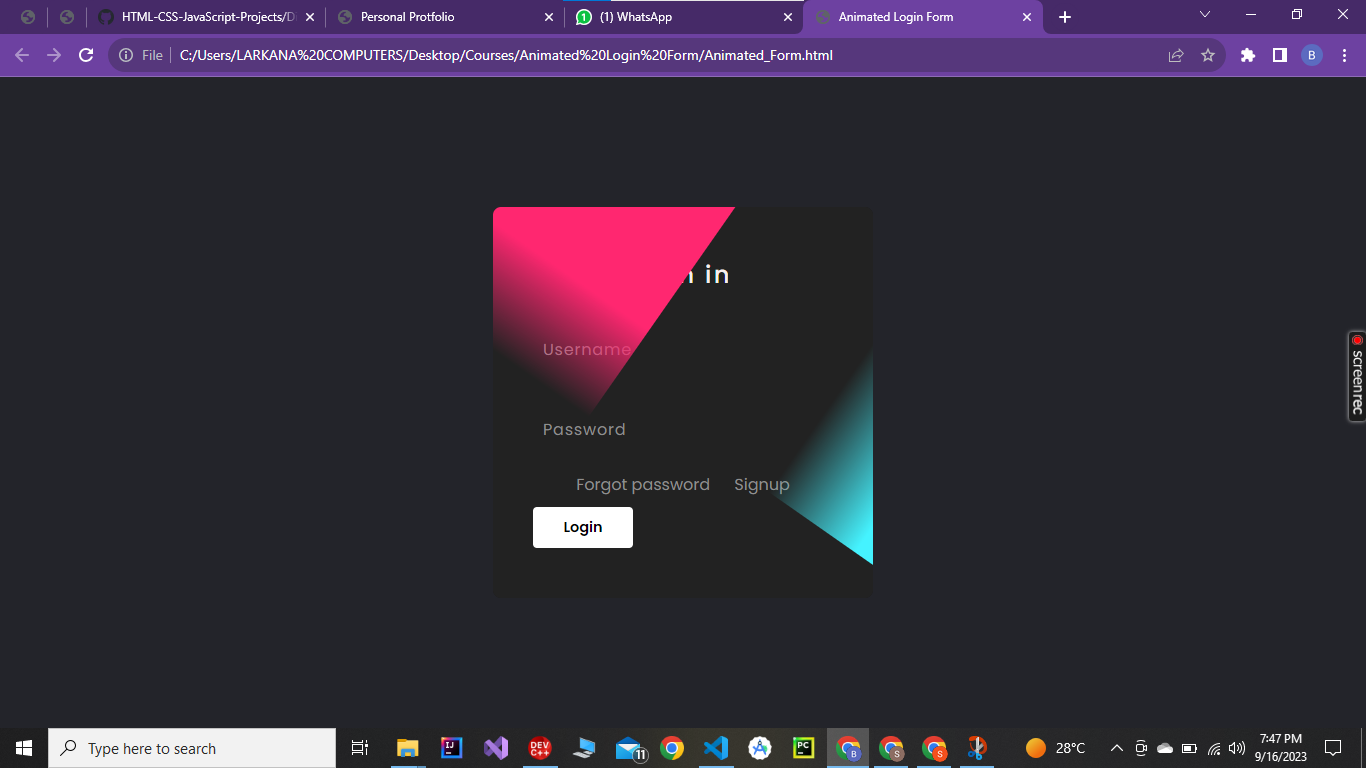 HTML-CSS-JavaScript-Projects/D
Personal Protfolio
(1) WhatsApp
Animated Login Form
File
C:/Users/LARKANA%20COMPUTERS/Desktop/Courses/Animated%20Login%20Form/Animated_Form.html
B
n in
Username
Password
Forgot password
Signup
Login
screenrec
Type here to search
IJ
DEV C++
11
PC
B
S
S
28°C
7:47 PM
9/16/2023